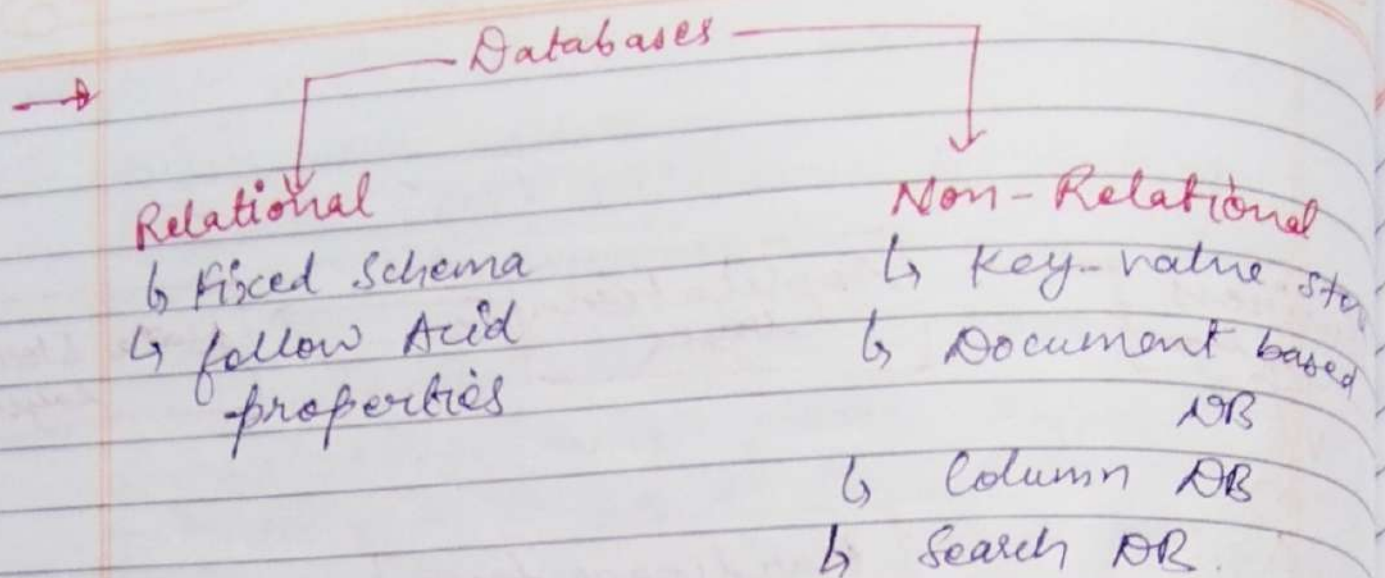 Databases
Relational
Fixed Schema
follow Acid
properties
Non-Relational
Key-value
Document based
DB
Column DB
Search DB.